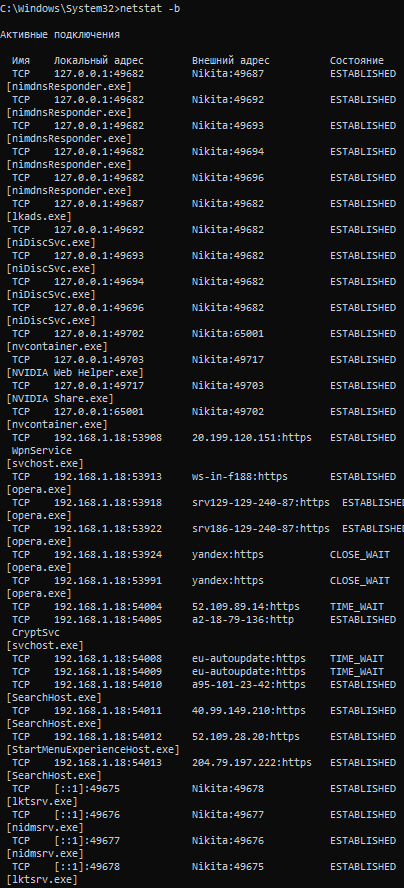 C:\Windows\System32>netstat -b
Активные подключения
Имя Локальный адрес Внешний адрес Состояние
TCP 127.0.0.1:49682 Nikita:49687 ESTABLISHED
[nimdnsResponder.exe]
TCP 127.0.0.1:49682 Nikita:49692 ESTABLISHED
[nimdnsResponder.exe]
TCP 127.0.0.1:49682 Nikita:49693 ESTABLISHED
[nimdnsResponder.exe]
TCP 127.0.0.1:49682 Nikita:49694 ESTABLISHED
[nimdnsResponder.exe]
TCP 127.0.0.1:49682 Nikita:49696 ESTABLISHED
[nimdnsResponder.exe]
TCP 127.0.0.1:49687 Nikita:49682 ESTABLISHED
[lkads.exe]
TCP 127.0.0.1:49692 Nikita:49682 ESTABLISHED
[niDiscSvc.exe]
TCP 127.0.0.1:49693 Nikita:49682 ESTABLISHED
[niDiscSvc.exe]
TCP 127.0.0.1:49694 Nikita:49682 ESTABLISHED
[niDiscSvc.exe]
TCP 127.0.0.1:49696 Nikita:49682 ESTABLISHED
[niDiscSvc.exe]
TCP 127.0.0.1:49702 Nikita:65001 ESTABLISHED
[nvcontainer.exe]
TCP 127.0.0.1:49703 Nikita:49717 ESTABLISHED
[NVIDIA Web Helper.exe]
TCP 127.0.0.1:49717 Nikita:49703 ESTABLISHED
[NVIDIA Share.exe]
TCP 127.0.0.1:65001 Nikita:49702 ESTABLISHED
[nvcontainer.exe]
TCP 192.168.1.18:53908 20.199.120.151:https ESTABLISHED
WpnService
[svchost.exe]
TCP 192.168.1.18:53913 ws-in-f188:https ESTABLISHED
[opera.exe]
TCP 192.168.1.18:53918 srv129-129-240-87:https ESTABLISHED
[opera.exe]
TCP 192.168.1.18:53922 srv186-129-240-87:https ESTABLISHED
[opera.exe]
TCP 192.168.1.18:53924 yandex:https CLOSE_WAIT
[opera.exe]
TCP 192.168.1.18:53991 yandex:https CLOSE_WAIT
[opera.exe]
TCP 192.168.1.18:54004 52.109.89.14:https TIME_WAIT
TCP 192.168.1.18:54005 a2-18-79-136:http ESTABLISHED
CryptSvc
[svchost.exe]
TCP 192.168.1.18:54008 eu-autoupdate:https TIME_WAIT
TCP 192.168.1.18:54009 eu-autoupdate:https TIME_WAIT
TCP 192.168.1.18:54010 a95-101-23-42:https ESTABLISHED
[SearchHost.exe]
TCP 192.168.1.18:54011 40.99.149.210:https ESTABLISHED
[SearchHost.exe]
TCP 192.168.1.18:54012 52.109.28.20:https ESTABLISHED
[StartMenuExperienceHost.exe]
TCP 192.168.1.18:54013 204.79.197.222:https ESTABLISHED
[SearchHost.exe]
TCP [::1]:49675 Nikita:49678 ESTABLISHED
[lktsrv.exe]
TCP [::1]:49676 Nikita:49677 ESTABLISHED
[nidmsrv.exe]
TCP [::1]:49677 Nikita:49676 ESTABLISHED
[nidmsrv.exe]
TCP [::1]:49678 Nikita:49675 ESTABLISHED
[lktsrv.exe]